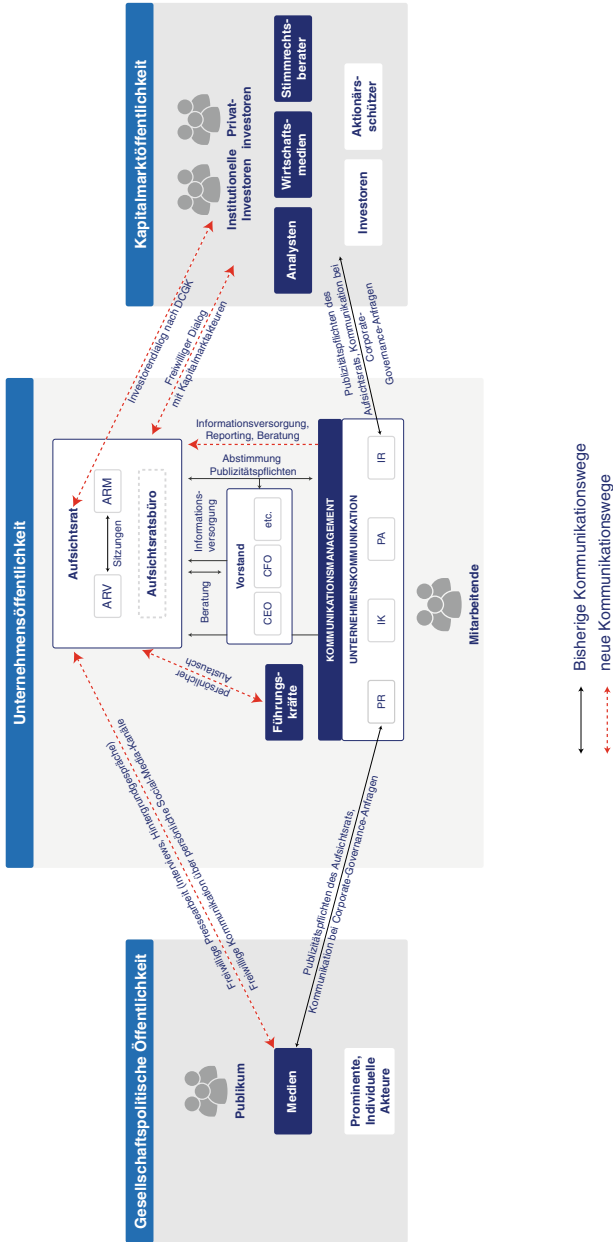 Gesellschaftspolitische Öffentlichkeit
Publikum
Medien
Prominente,
Individuelle
Akteure
Freiwillige Pressearbeit (Interviews, Hintergrundgespräche)
Freiwillige Kommunikation über persönliche Social-Media-Kanäle
Publizitätspflichten des Aufsichtsrats,
Kommunikation bei Corporate-Governance-Anfragen
Unternehmensöffentlichkeit
Aufsichtsrat
ARV
Sitzungen
ARM
Aufsichtsratsbüro
persönlicher
Austausch
Führungs-
kräfte
Beratung
Informations-
versorgung
Abstimmung
Publizitätspflichten
Informationsversorgung,
Reporting, Beratung
Vorstand
CEO
CFO
etc.
KOMMUNIKATIONSMANAGEMENT
UNTERNEHMENSKOMMUNIKATION
PR
IK
PA
IR
Mitarbeitende
Investorendialog nach DCGK
Freiwilliger Dialog
mit Kapitalmarktakteuren
Publizitätspflichten des
Aufsichtsrats, Kommunikation bei
Corporate-
Governance-Anfragen
Kapitalmarktöffentlichkeit
Institutionelle
Investoren
Privat-
investoren
Analysten
Wirtschafts-
medien
Stimmrechts-
berater
Investoren
Aktionärs-
schützer
Bisherige Kommunikationswege
neue Kommunikationswege